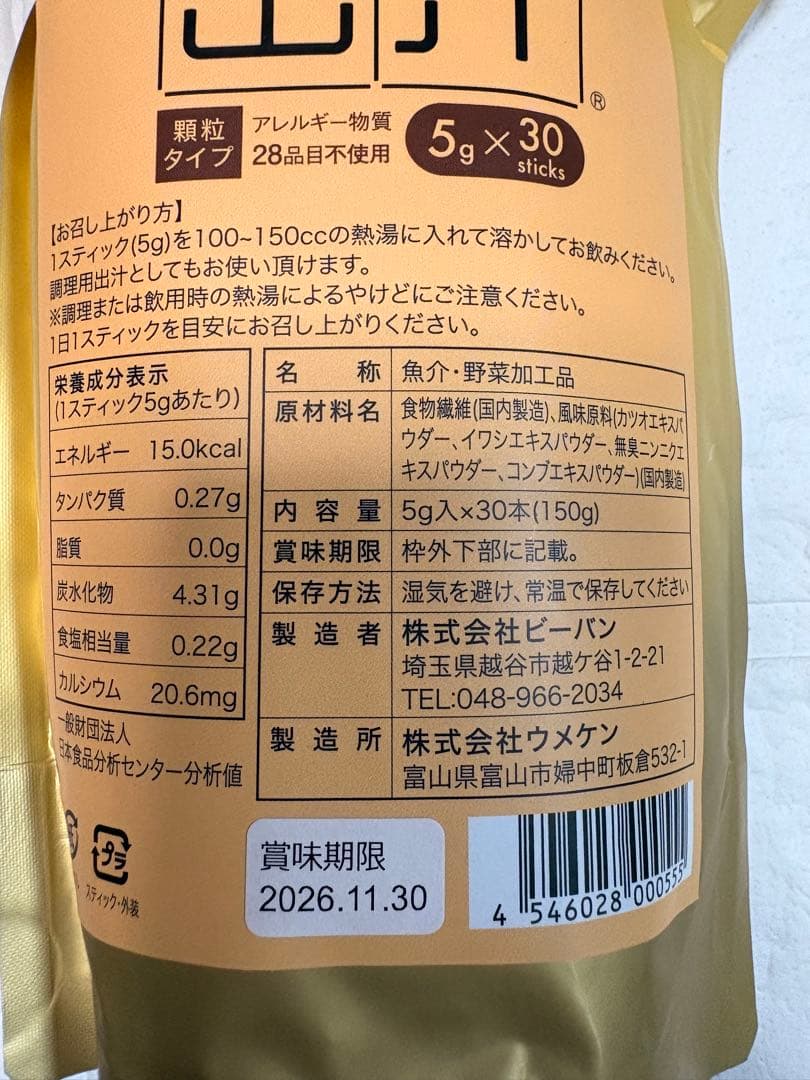 出汁
®
顆粒
タイプ
アレルギー物質
28品目不使用
5g×30
sticks
【お召し上がり方】
1スティック(5g)を100~150ccの熱湯に入れて溶かしてお飲みください。
調理用出汁としてもお使い頂けます。
※調理または飲用時の熱湯によるやけどにご注意ください。
1日1スティックを目安にお召し上がりください。
栄養成分表示
(1スティック5gあたり)
エネルギー 15.0kcal
タンパク質 0.27g
脂質 0.0g
炭水化物 4.31g
食塩相当量 0.22g
カルシウム 20.6mg
一般財団法人
日本食品分析センター分析値
名称 魚介・野菜加工品
原材料名 食物繊維(国内製造)、風味原料(カツオエキスパ
ウダー、イワシエキスパウダー、無臭ニンニクエ
キスパウダー、コンブエキスパウダー)(国内製造)
内容量 5g入×30本(150g)
賞味期限 枠外下部に記載。
保存方法 湿気を避け、常温で保存してください
製造者 株式会社ビーバン
埼玉県越谷市越ケ谷1-2-21
TEL:048-966-2034
製造所 株式会社ウメケン
富山県富山市婦中町板倉532-1
プラ
スティック・外装
賞味期限
2026.11.30
4 546028 000555